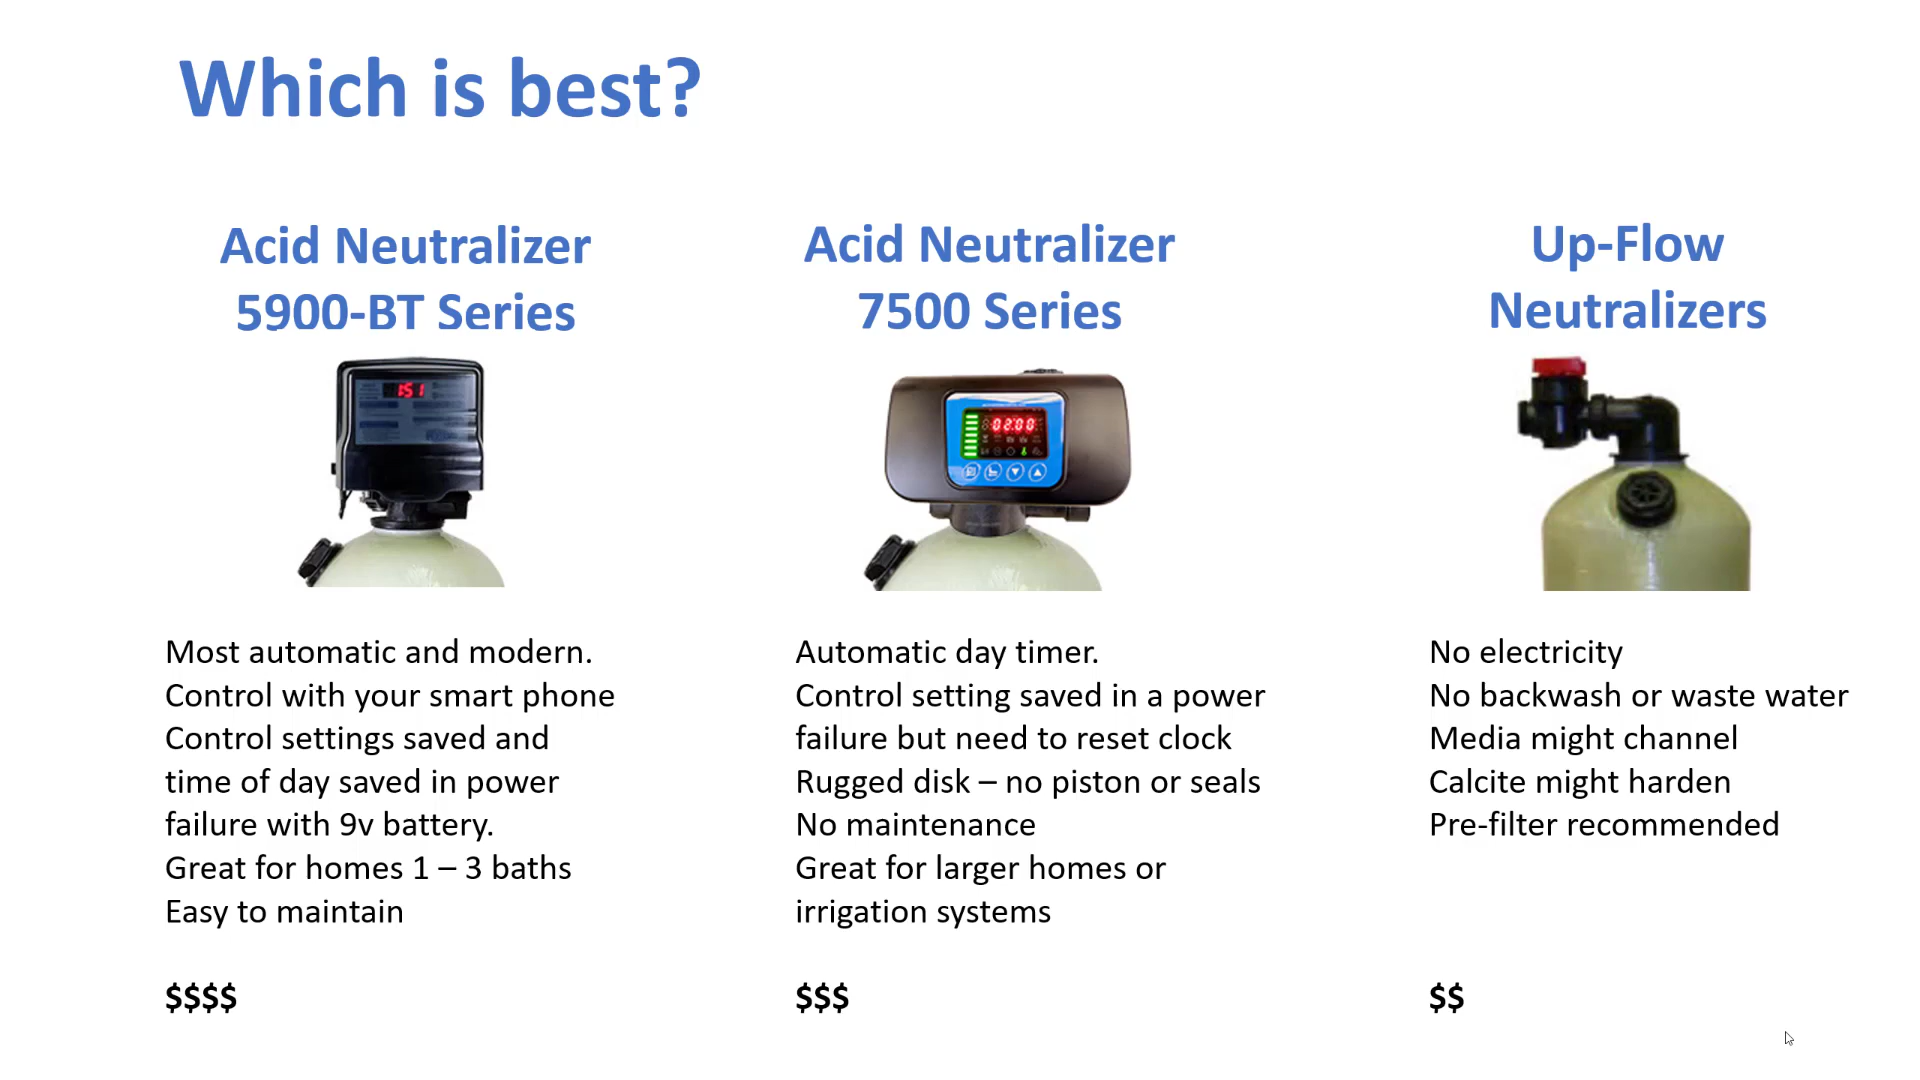 Which is best?
Acid Neutralizer
5900-BT Series
1:51
Most automatic and modern.
Control with your smart phone
Control settings saved and
time of day saved in power
failure with 9v battery.
Great for homes 1 – 3 baths
Easy to maintain
$$$$
Acid Neutralizer
7500 Series
02:00
Automatic day timer.
Control setting saved in a power
failure but need to reset clock
Rugged disk – no piston or seals
No maintenance
Great for larger homes or
irrigation systems
$$$
Up-Flow
Neutralizers
No electricity
No backwash or waste water
Media might channel
Calcite might harden
Pre-filter recommended
$$